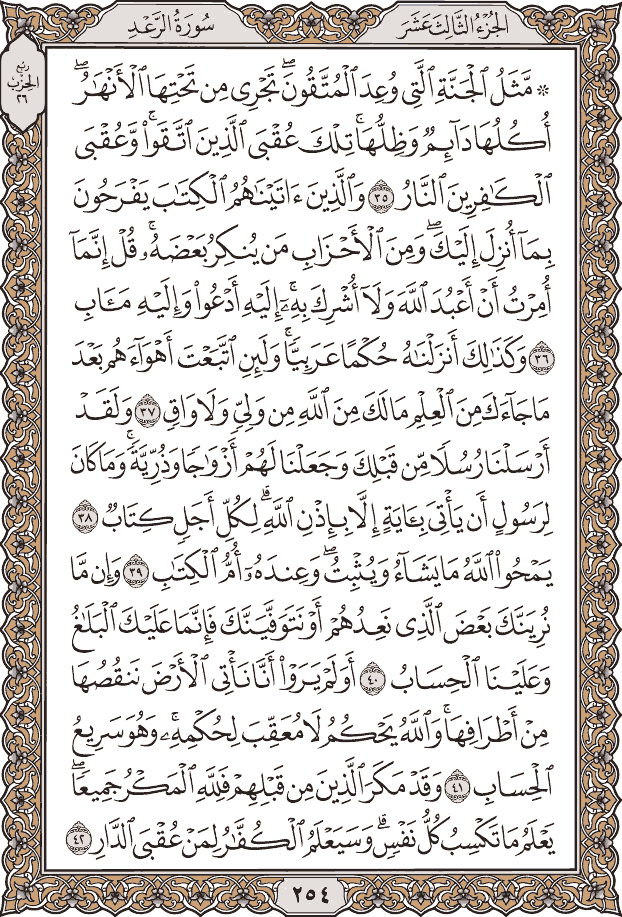 الجُزْءُ الثَّالِثَ عَشَرَ
سُورَةُ الرَّعْدِ
رُبْعُ
الْحِزْبِ
٢٦
۞ مَّثَلُ ٱلْجَنَّةِ ٱلَّتِى وُعِدَ ٱلْمُتَّقُونَۖ تَجْرِى مِن تَحْتِهَا ٱلْأَنْهَٰرُۖ
أُكُلُهَا دَآئِمٌ وَظِلُّهَاۚ تِلْكَ عُقْبَى ٱلَّذِينَ ٱتَّقَوا۟ۚ وَّعُقْبَى
ٱلْكَٰفِرِينَ ٱلنَّارُ ٣٥ وَٱلَّذِينَ ءَاتَيْنَٰهُمُ ٱلْكِتَٰبَ يَفْرَحُونَ
بِمَآ أُنزِلَ إِلَيْكَۖ وَمِنَ ٱلْأَحْزَابِ مَن يُنكِرُ بَعْضَهُۥۚ قُلْ إِنَّمَآ
أُمِرْتُ أَنْ أَعْبُدَ ٱللَّهَ وَلَآ أُشْرِكَ بِهِۦٓۚ إِلَيْهِ أَدْعُوا۟ وَإِلَيْهِ مَـَٔابِ
٣٦ وَكَذَٰلِكَ أَنزَلْنَٰهُ حُكْمًا عَرَبِيًّاۚ وَلَئِنِ ٱتَّبَعْتَ أَهْوَآءَهُم بَعْدَ
مَا جَآءَكَ مِنَ ٱلْعِلْمِ مَا لَكَ مِنَ ٱللَّهِ مِن وَلِىٍّ وَلَا وَاقٍ ٣٧ وَلَقَدْ
أَرْسَلْنَا رُسُلًا مِّن قَبْلِكَ وَجَعَلْنَا لَهُمْ أَزْوَٰجًا وَذُرِّيَّةًۚ وَمَا كَانَ
لِرَسُولٍ أَن يَأْتِىَ بِـَٔايَةٍ إِلَّا بِإِذْنِ ٱللَّهِۗ لِكُلِّ أَجَلٍ كِتَابٌ ٣٨
يَمْحُوا۟ ٱللَّهُ مَا يَشَآءُ وَيُثْبِتُۖ وَعِندَهُۥٓ أُمُّ ٱلْكِتَٰبِ ٣٩ وَإِن مَّا
نُرِيَنَّكَ بَعْضَ ٱلَّذِى نَعِدُهُمْ أَوْ نَتَوَفَّيَنَّكَ فَإِنَّمَا عَلَيْكَ ٱلْبَلَٰغُ
وَعَلَيْنَا ٱلْحِسَابُ ٤٠ أَوَلَمْ يَرَوْا۟ أَنَّا نَأْتِى ٱلْأَرْضَ نَنقُصُهَا
مِنْ أَطْرَافِهَاۚ وَٱللَّهُ يَحْكُمُ لَا مُعَقِّبَ لِحُكْمِهِۦۚ وَهُوَ سَرِيعُ
ٱلْحِسَابِ ٤١ وَقَدْ مَكَرَ ٱلَّذِينَ مِن قَبْلِهِمْ فَلِلَّهِ ٱلْمَكْرُ جَمِيعًاۖ
يَعْلَمُ مَا تَكْسِبُ كُلُّ نَفْسٍۗ وَسَيَعْلَمُ ٱلْكُفَّٰرُ لِمَنْ عُقْبَى ٱلدَّارِ ٤٢
٢٥٤